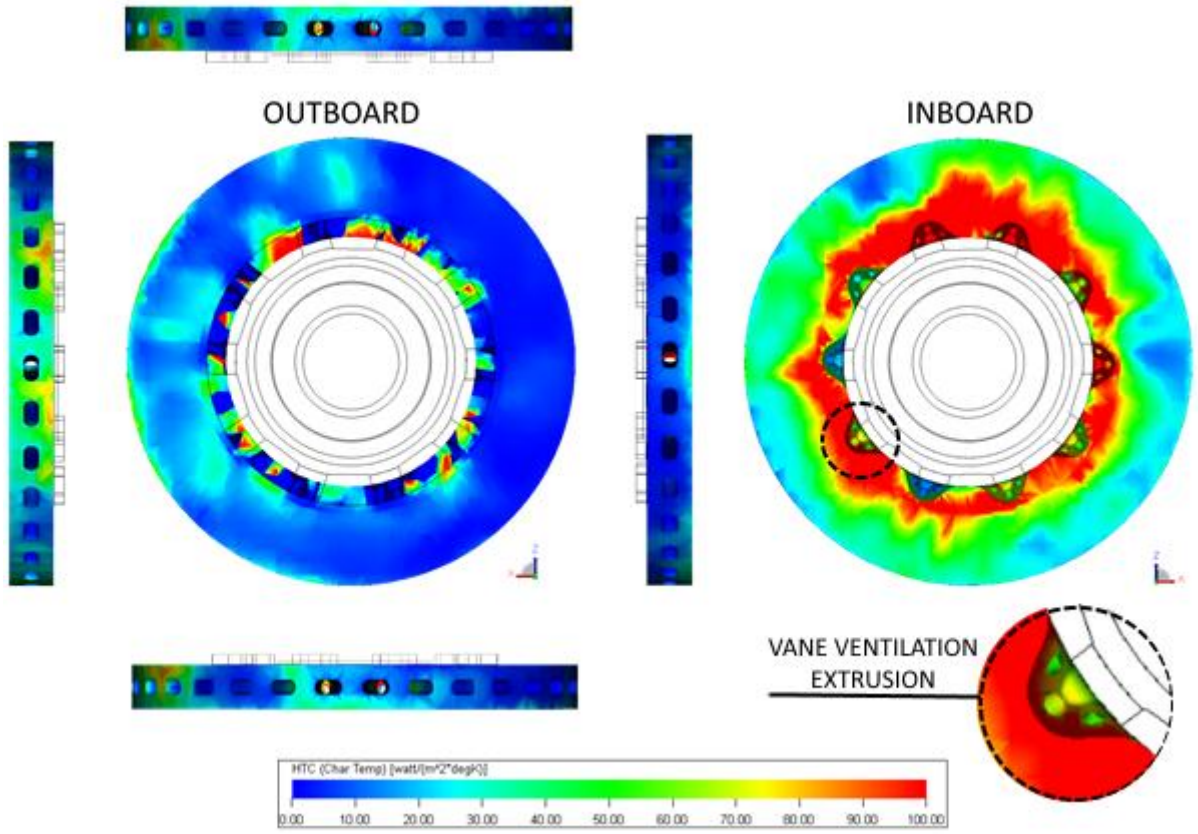 OUTBOARD
INBOARD
VANE VENTILATION
EXTRUSION
HTC (Char Temp) [watt/(m^2*degK)]
0.00 10.00 20.00 30.00 40.00 50.00 60.00 70.00 80.00 90.00 100.00